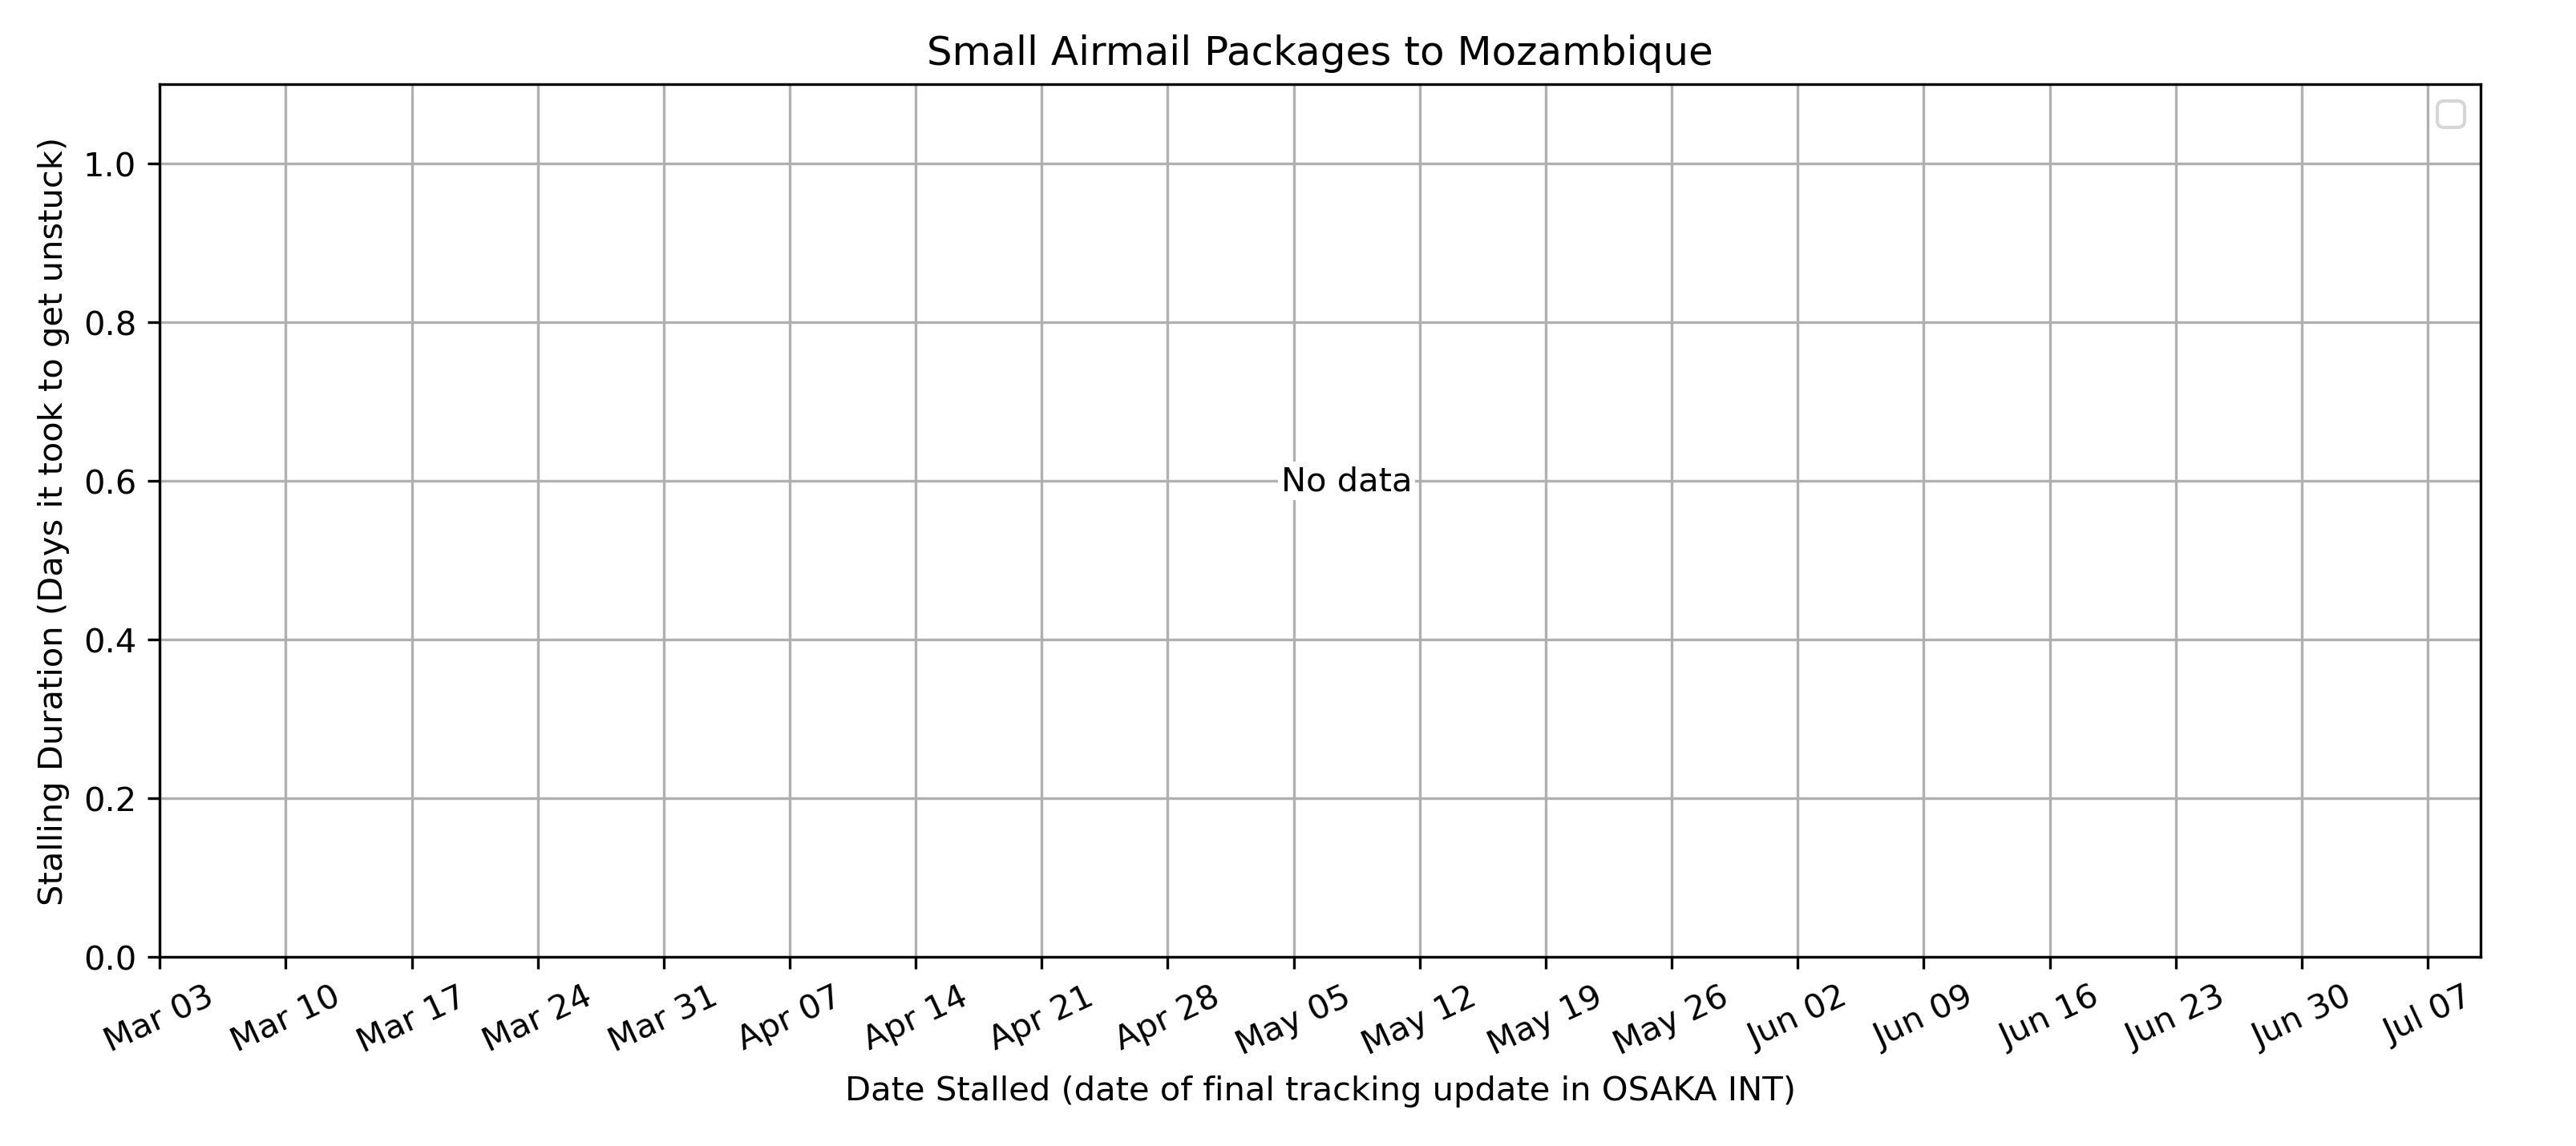 Small Airmail Packages to Mozambique
Stalling Duration (Days it took to get unstuck)
1.0
0.8
0.6
0.4
0.2
0.0
No data
Mar 03 Mar 10 Mar 17 Mar 24 Mar 31 Apr 07 Apr 14 Apr 21 Apr 28 May 05 May 12 May 19 May 26 Jun 02 Jun 09 Jun 16 Jun 23 Jun 30 Jul 07
Date Stalled (date of final tracking update in OSAKA INT)